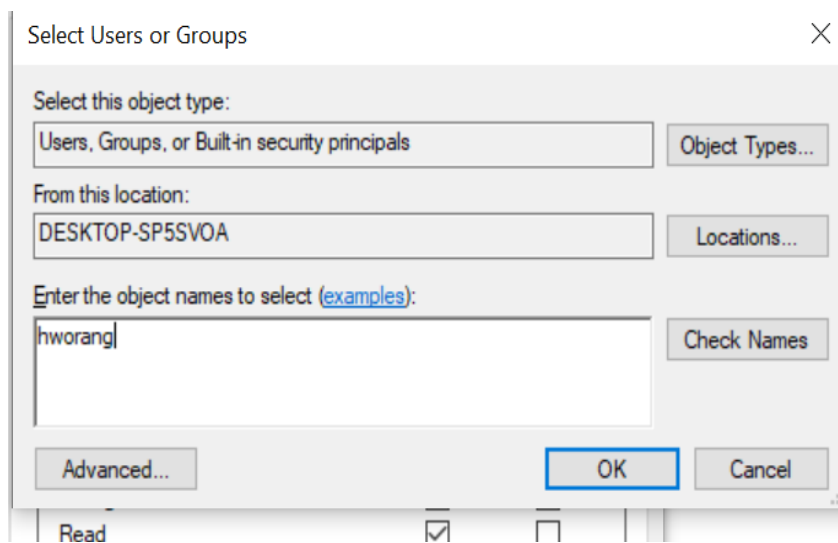 Select Users or Groups
Select this object type:
Users, Groups, or Built-in security principals
Object Types...
From this location:
DESKTOP-SP5SVOA
Locations...
Enter the object names to select (examples):
hworang
Check Names
Advanced...
OK
Cancel
Read